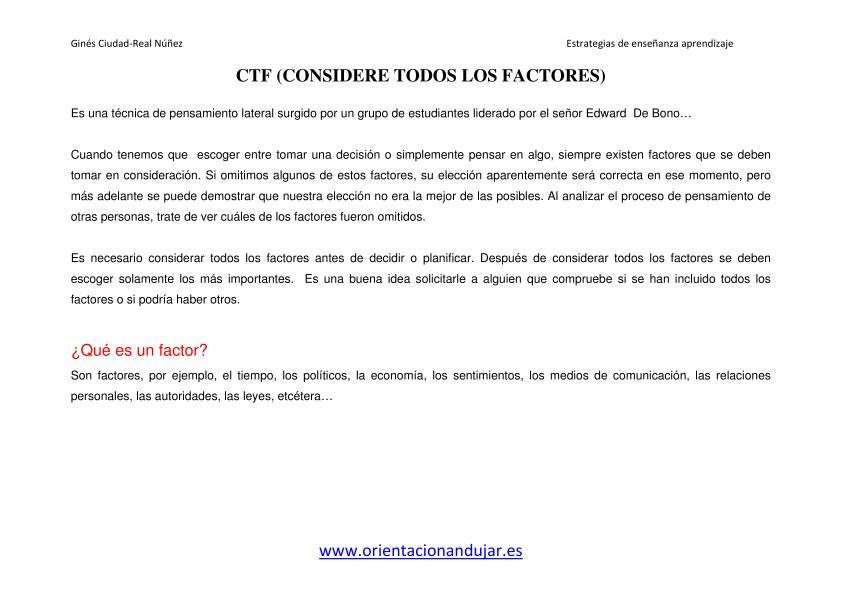 Ginés Ciudad-Real Núñez Estrategias de enseñanza aprendizaje
CTF (CONSIDERE TODOS LOS FACTORES)
Es una técnica de pensamiento lateral surgido por un grupo de estudiantes liderado por el señor Edward De Bono…
Cuando tenemos que escoger entre tomar una decisión o simplemente pensar en algo, siempre existen factores que se deben
tomar en consideración. Si omitimos algunos de estos factores, su elección aparentemente será correcta en ese momento, pero
más adelante se puede demostrar que nuestra elección no era la mejor de las posibles. Al analizar el proceso de pensamiento de
otras personas, trate de ver cuáles de los factores fueron omitidos.
Es necesario considerar todos los factores antes de decidir o planificar. Después de considerar todos los factores se deben
escoger solamente los más importantes. Es una buena idea solicitarle a alguien que compruebe si se han incluido todos los
factores o si podría haber otros.
¿Qué es un factor?
Son factores, por ejemplo, el tiempo, los políticos, la economía, los sentimientos, los medios de comunicación, las relaciones
personales, las autoridades, las leyes, etcétera…
www.orientacionandujar.es